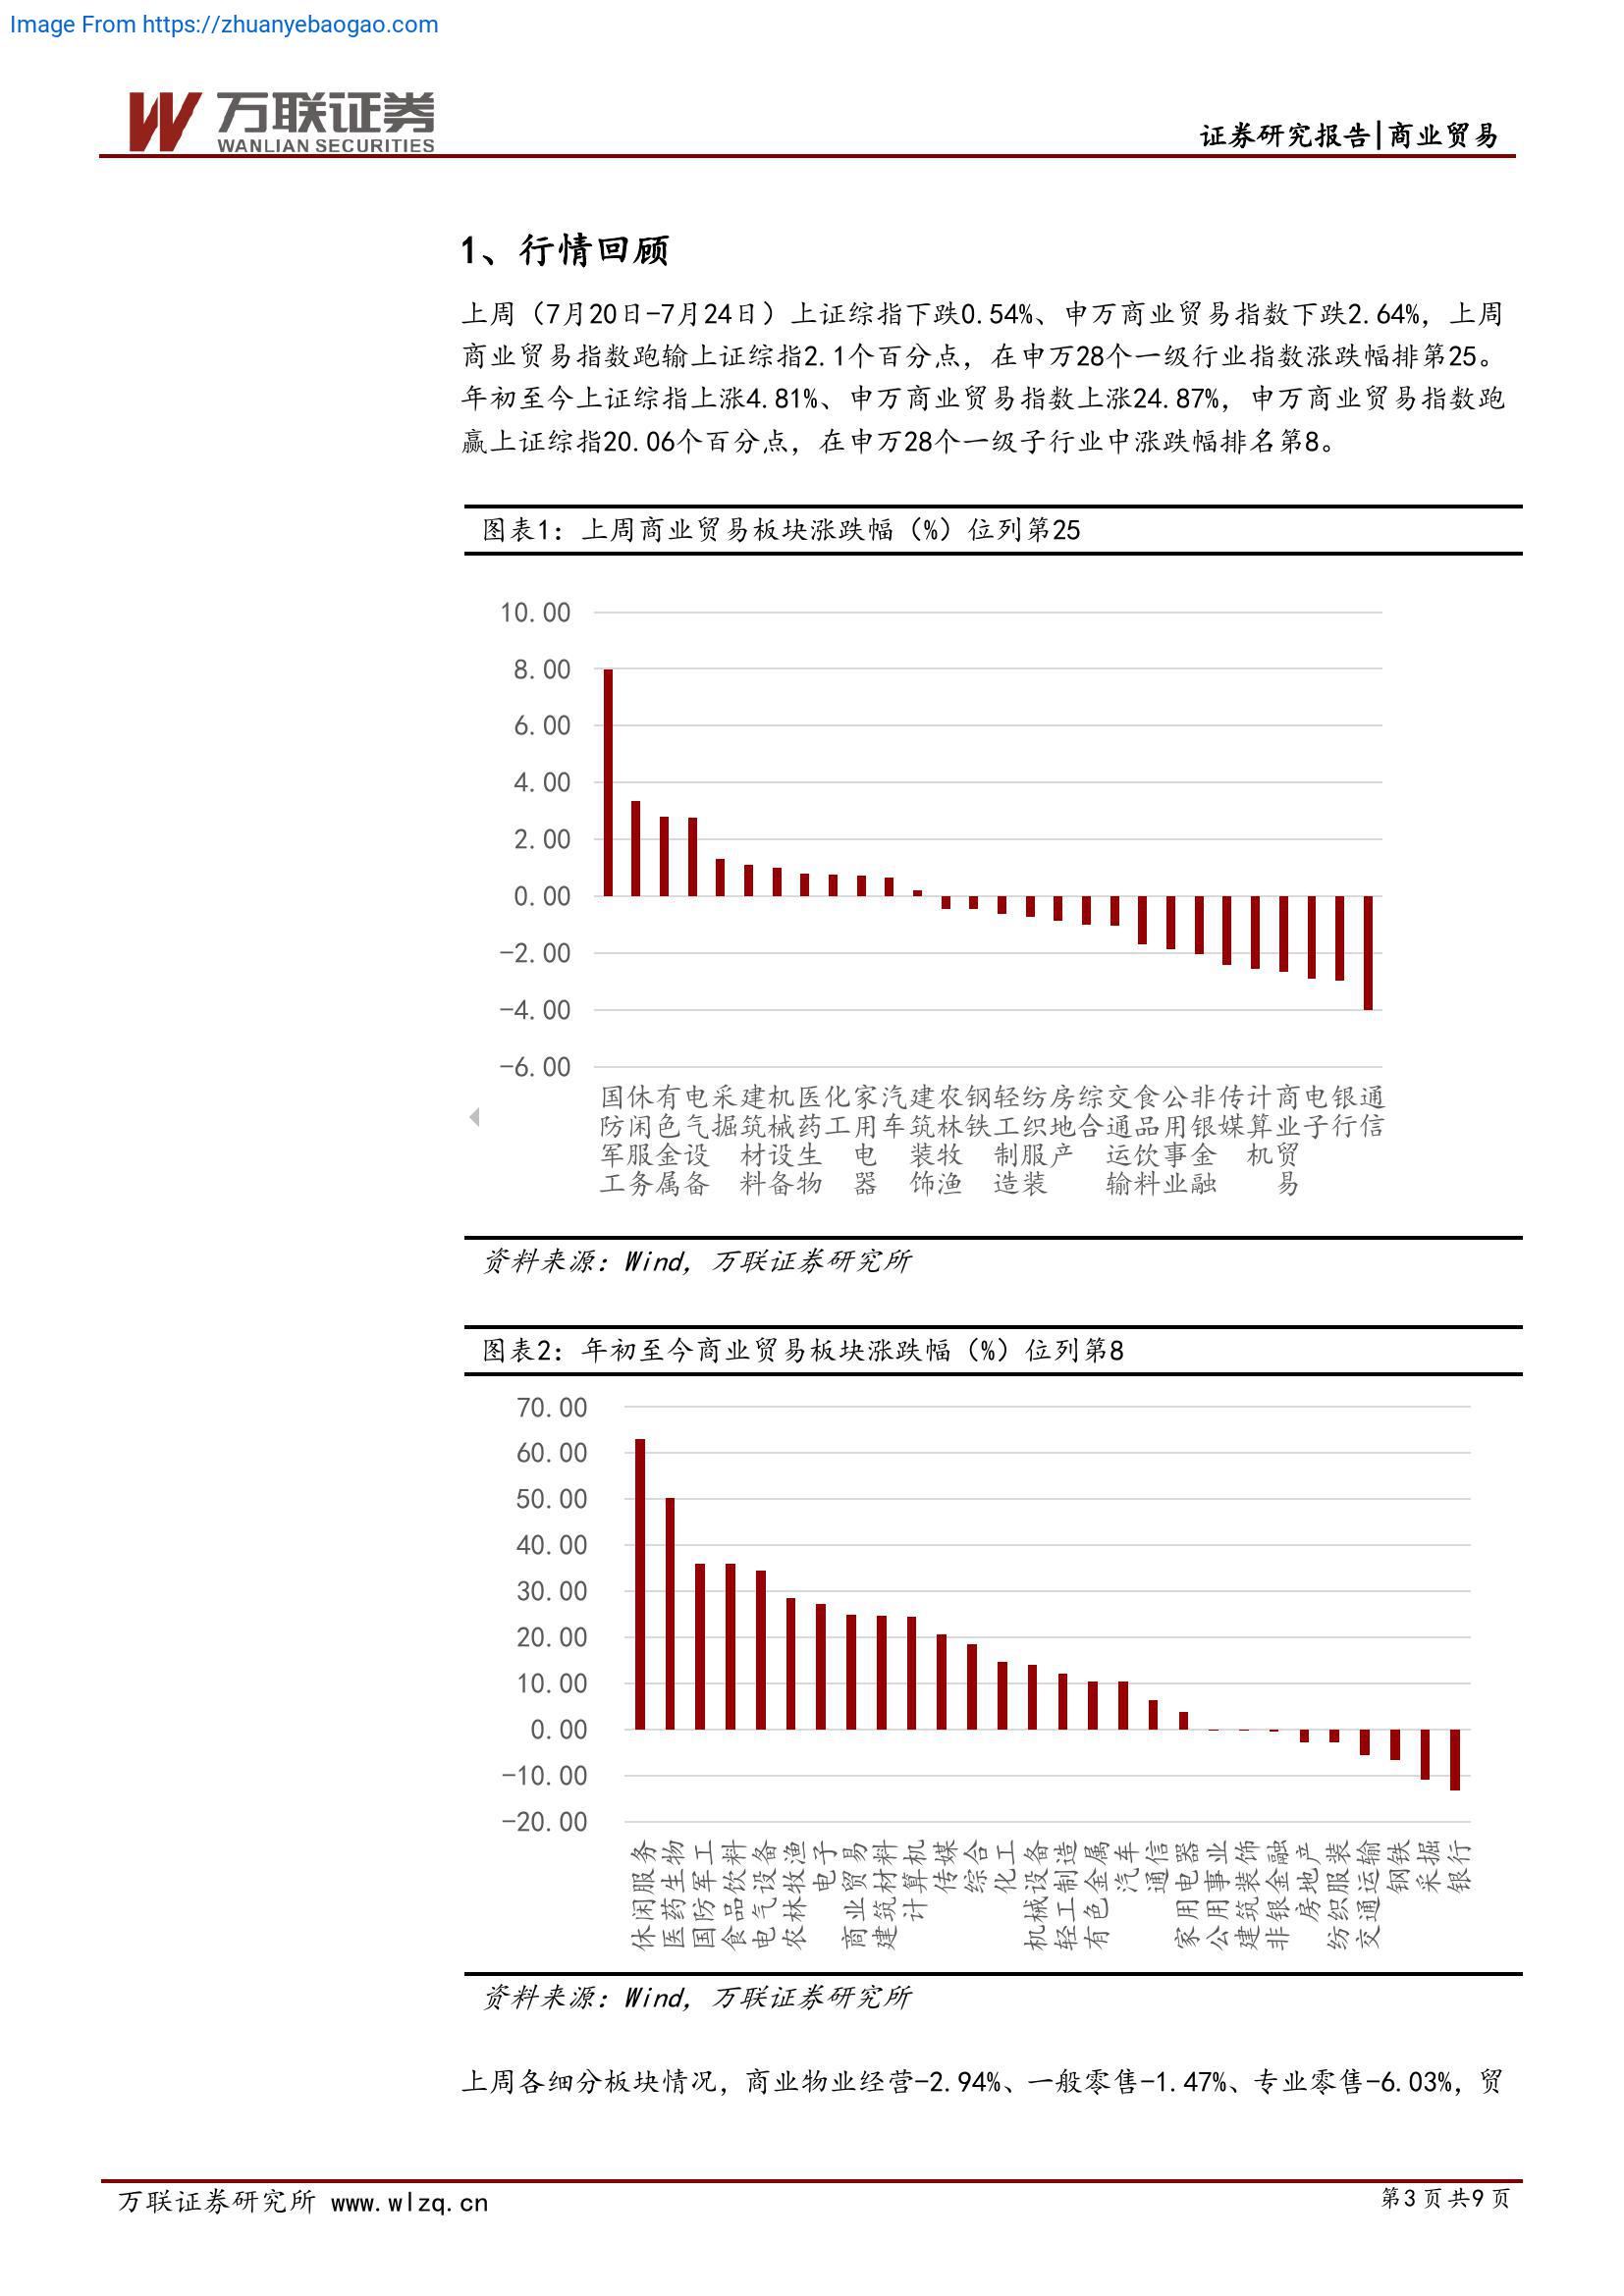 Image From https://zhuanyebaogao.com
万联证券
WANLIAN SECURITIES
证券研究报告|商业贸易
1、行情回顾
上周（7月20日-7月24日）上证综指下跌0.54%、申万商业贸易指数下跌2.64%，上周
商业贸易指数跑输上证综指2.1个百分点，在申万28个一级行业指数涨跌幅排第25。
年初至今上证综指上涨4.81%、申万商业贸易指数上涨24.87%，申万商业贸易指数跑
赢上证综指20.06个百分点，在申万28个一级子行业中涨跌幅排名第8。
图表1：上周商业贸易板块涨跌幅（%）位列第25
10.00
8.00
6.00
4.00
2.00
0.00
-2.00
-4.00
-6.00
国防军工
休闲服务
有色金属
电气设备
采掘
建筑材料
机械设备
医药生物
化工
家用电器
汽车
建筑装饰
农林牧渔
钢铁
轻工制造
纺织服装
房地产
综合
交通运输
食品饮料
公用事业
非银金融
传媒
计算机
商业贸易
电子
银行
通信
资料来源：Wind，万联证券研究所
图表2：年初至今商业贸易板块涨跌幅（%）位列第8
70.00
60.00
50.00
40.00
30.00
20.00
10.00
0.00
-10.00
-20.00
休闲服务
医药生物
国防军工
食品饮料
电气设备
农林牧渔
电子
商业贸易
建筑材料
计算机
传媒
综合
化工
机械设备
轻工制造
有色金属
汽车
通信
家用电器
公用事业
建筑装饰
非银金融
房地产
纺织服装
交通运输
钢铁
采掘
银行
资料来源：Wind，万联证券研究所
上周各细分板块情况，商业物业经营-2.94%、一般零售-1.47%、专业零售-6.03%，贸
万联证券研究所 www.wlzq.cn
第3页共9页